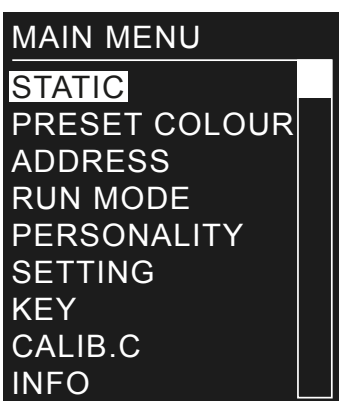 MAIN MENU
STATIC
PRESET COLOUR
ADDRESS
RUN MODE
PERSONALITY
SETTING
KEY
CALIB.C
INFO